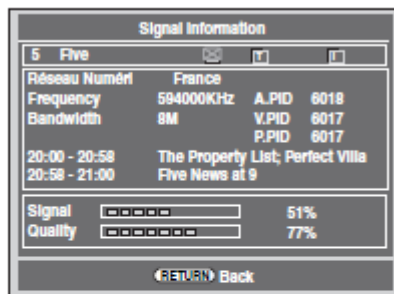 Signal Information
5 Five T I
Réseau Numéri France
Frequency 594000KHz A.PID 6018
Bandwidth 8M V.PID 6017
P.PID 6017
20:00 - 20:58 The Property List; Perfect Villa
20:58 - 21:00 Five News at 9
Signal 51%
Quality 77%
RETURN Back